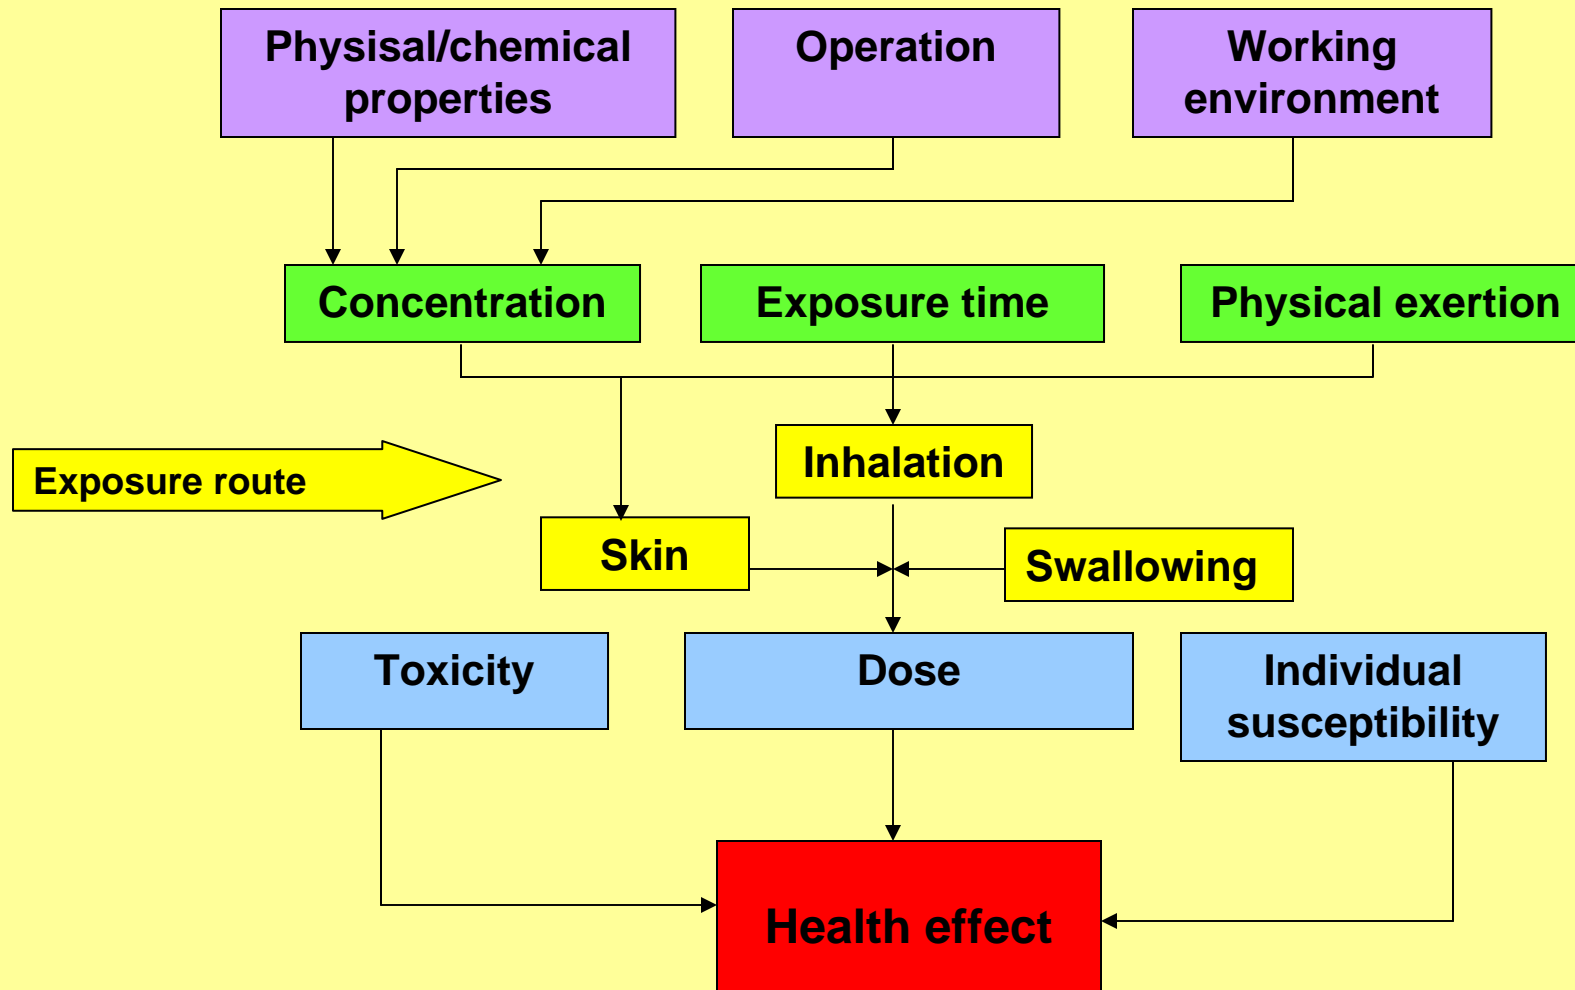 Physisal/chemical
properties
Operation
Working
environment
Concentration
Exposure time
Physical exertion
Exposure route
Inhalation
Skin
Swallowing
Toxicity
Dose
Individual
susceptibility
Health effect